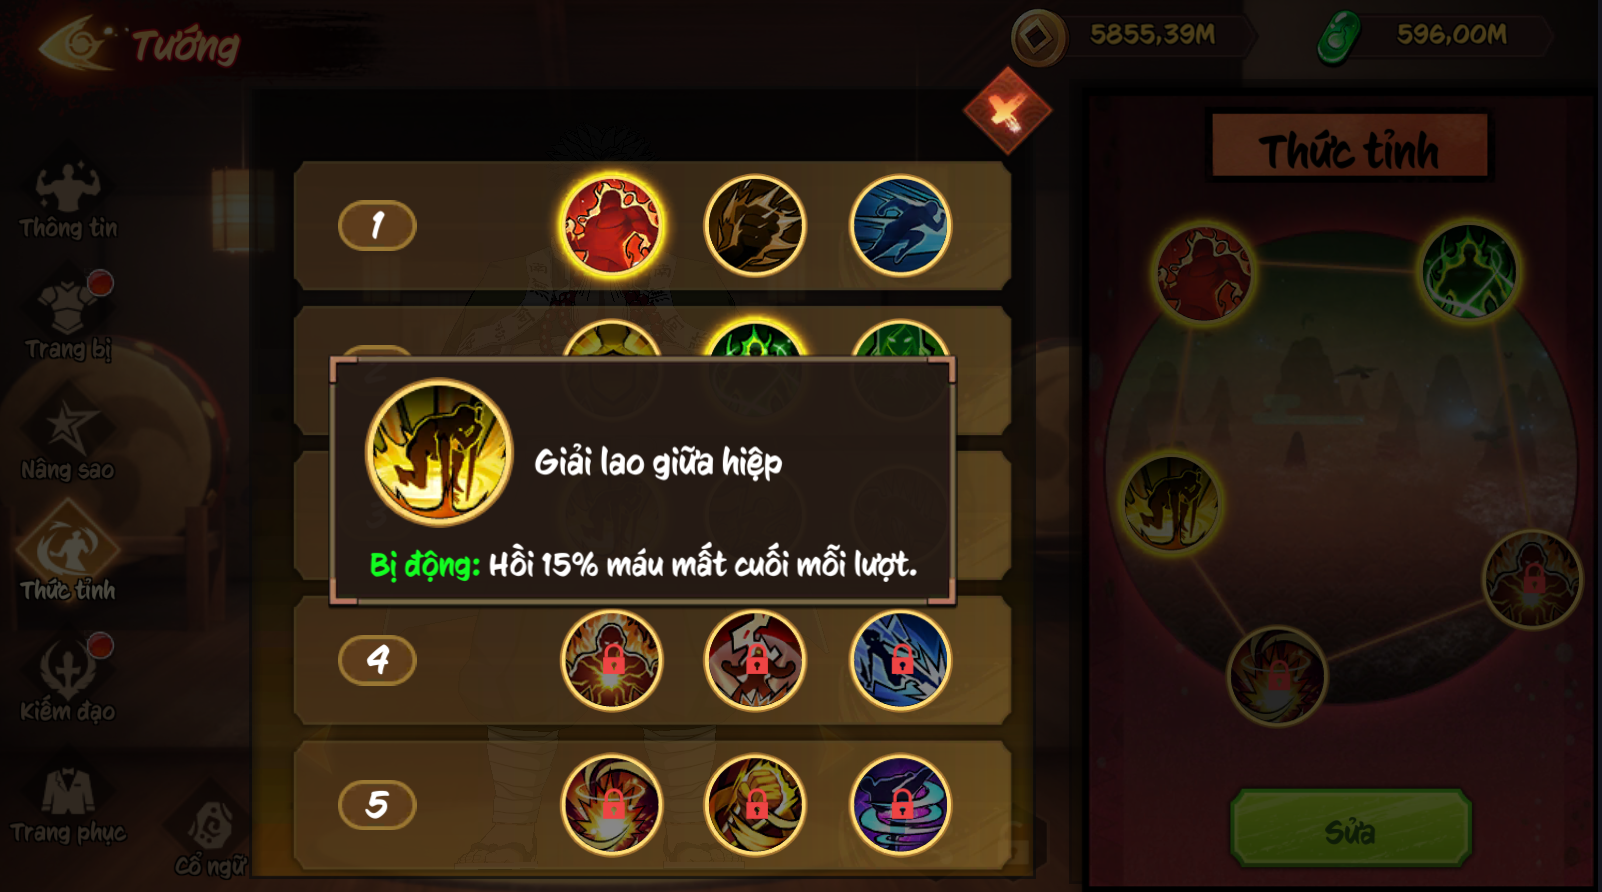 Tướng
5855,39M
596,00M
Thức tỉnh
Thông tin
1
Trang bị
2
Giải lao giữa hiệp
Nâng sao
3
Bị động: Hồi 15% máu mất cuối mỗi lượt.
Thức tỉnh
4
Kiếm đạo
5
Trang phục
Cổ ngữ
Sửa